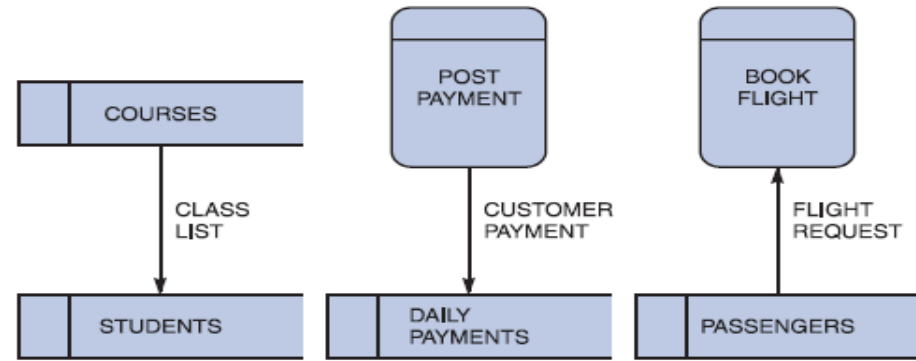 COURSES
CLASS
LIST
STUDENTS
POST
PAYMENT
CUSTOMER
PAYMENT
DAILY
PAYMENTS
BOOK
FLIGHT
FLIGHT
REQUEST
PASSENGERS